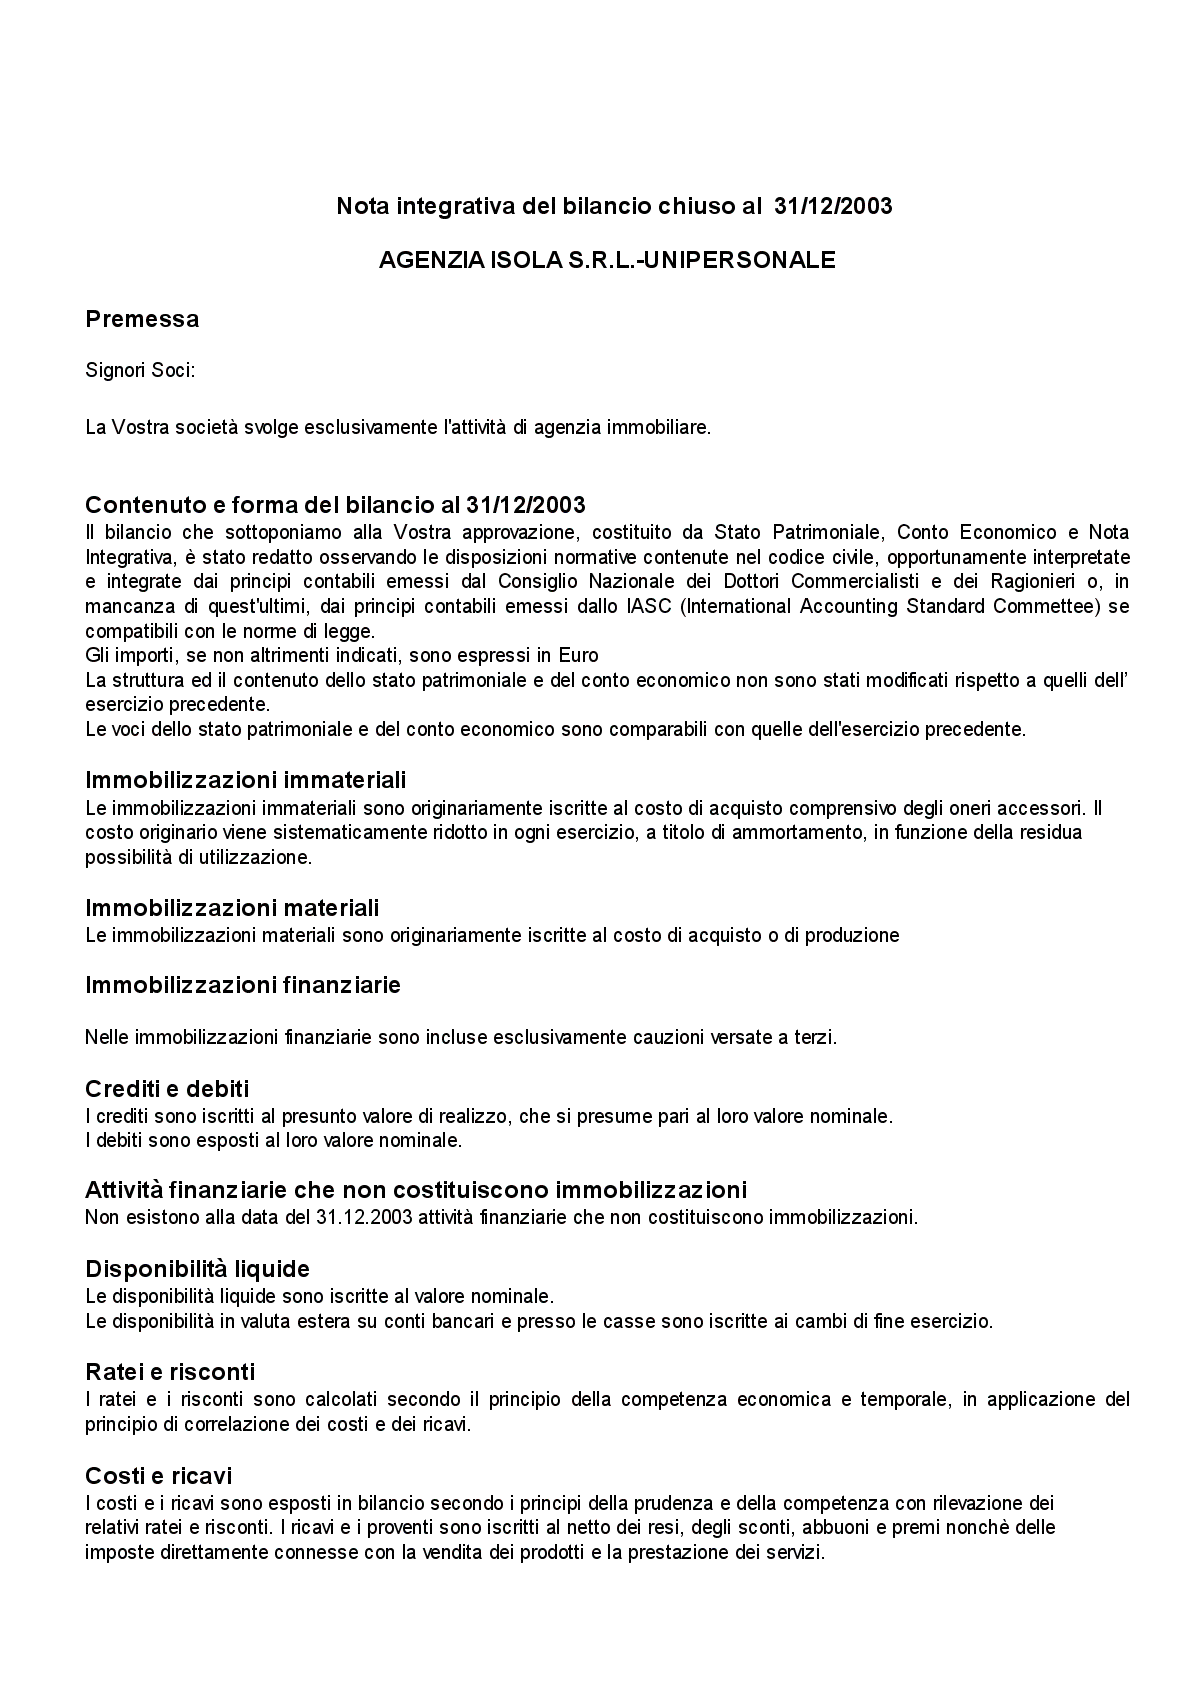 Nota integrativa del bilancio chiuso al  31/12/2003
AGENZIA ISOLA S.R.L.-UNIPERSONALE
Premessa
Signori Soci:
La Vostra società svolge esclusivamente l'attività di agenzia immobiliare.
Contenuto e forma del bilancio al 31/12/2003
Il bilancio che sottoponiamo alla Vostra approvazione, costituito da Stato Patrimoniale, Conto Economico e Nota
Integrativa, è stato redatto osservando le disposizioni normative contenute nel codice civile, opportunamente interpretate
e integrate dai principi contabili emessi dal Consiglio Nazionale dei Dottori Commercialisti e dei Ragionieri o, in
mancanza di quest'ultimi, dai principi contabili emessi dallo IASC (International Accounting Standard Commettee) se
compatibili con le norme di legge.
Gli importi, se non altrimenti indicati, sono espressi in Euro
La struttura ed il contenuto dello stato patrimoniale e del conto economico non sono stati modificati rispetto a quelli dell’
esercizio precedente.
Le voci dello stato patrimoniale e del conto economico sono comparabili con quelle dell'esercizio precedente.
Immobilizzazioni immateriali
Le immobilizzazioni immateriali sono originariamente iscritte al costo di acquisto comprensivo degli oneri accessori. Il
costo originario viene sistematicamente ridotto in ogni esercizio, a titolo di ammortamento, in funzione della residua
possibilità di utilizzazione.
Immobilizzazioni materiali
Le immobilizzazioni materiali sono originariamente iscritte al costo di acquisto o di produzione
Immobilizzazioni finanziarie
Nelle immobilizzazioni finanziarie sono incluse esclusivamente cauzioni versate a terzi.
Crediti e debiti
I crediti sono iscritti al presunto valore di realizzo, che si presume pari al loro valore nominale.
I debiti sono esposti al loro valore nominale.
Attività finanziarie che non costituiscono immobilizzazioni
Non esistono alla data del 31.12.2003 attività finanziarie che non costituiscono immobilizzazioni.
Disponibilità liquide
Le disponibilità liquide sono iscritte al valore nominale.
Le disponibilità in valuta estera su conti bancari e presso le casse sono iscritte ai cambi di fine esercizio.
Ratei e risconti
I ratei e i risconti sono calcolati secondo il principio della competenza economica e temporale, in applicazione del
principio di correlazione dei costi e dei ricavi.
Costi e ricavi
I costi e i ricavi sono esposti in bilancio secondo i principi della prudenza e della competenza con rilevazione dei
relativi ratei e risconti. I ricavi e i proventi sono iscritti al netto dei resi, degli sconti, abbuoni e premi nonchè delle
imposte direttamente connesse con la vendita dei prodotti e la prestazione dei servizi.